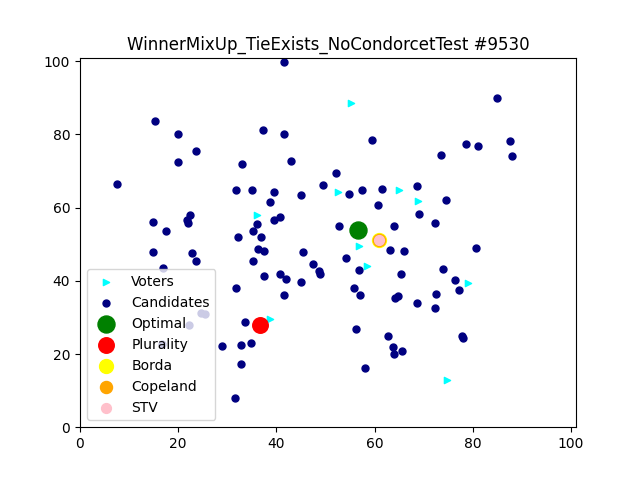 WinnerMixUp_TieExists_NoCondorcetTest #9530
100
80
60
40
20
0
Voters
Candidates
Optimal
Plurality
Borda
Copeland
STV
0 20 40 60 80 100